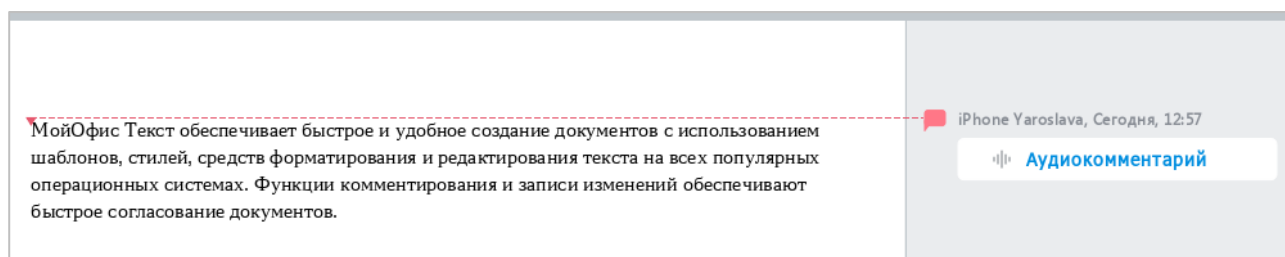 МойОфис Текст обеспечивает быстрое и удобное создание документов с использованием
шаблонов, стилей, средств форматирования и редактирования текста на всех популярных
операционных системах. Функции комментирования и записи изменений обеспечивают
быстрое согласование документов.
iPhone Yaroslava, Сегодня, 12:57
Аудиокомментарий